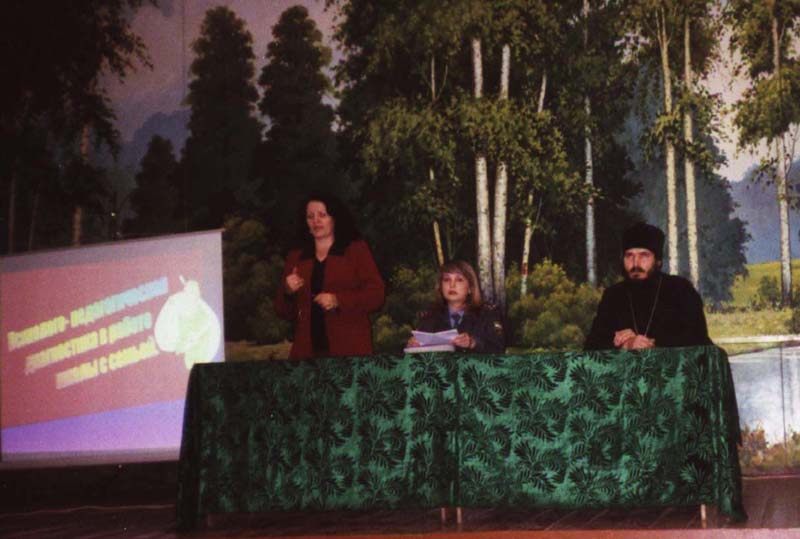 Психолого- педагогическая
диагностика в работе
школы с семьей